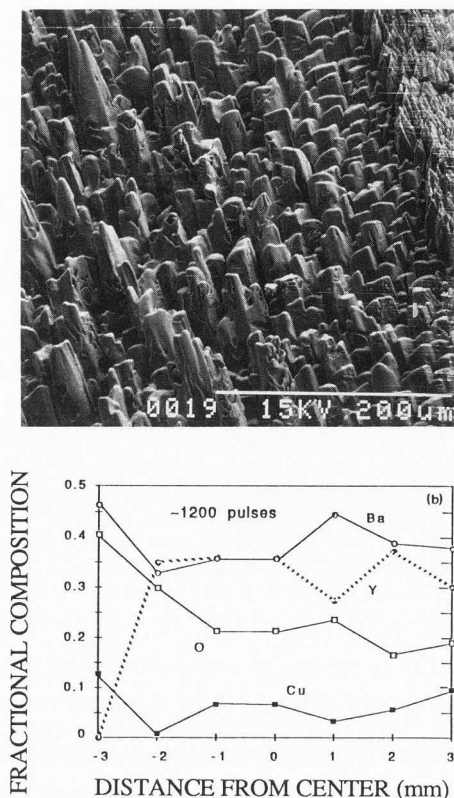 0019 15KV 200µm
FRACTIONAL COMPOSITION
0.5
0.4
0.3
0.2
0.1
0
~1200 pulses
(b)
Ba
Y
O
Cu
-3 -2 -1 0 1 2 3
DISTANCE FROM CENTER (mm)